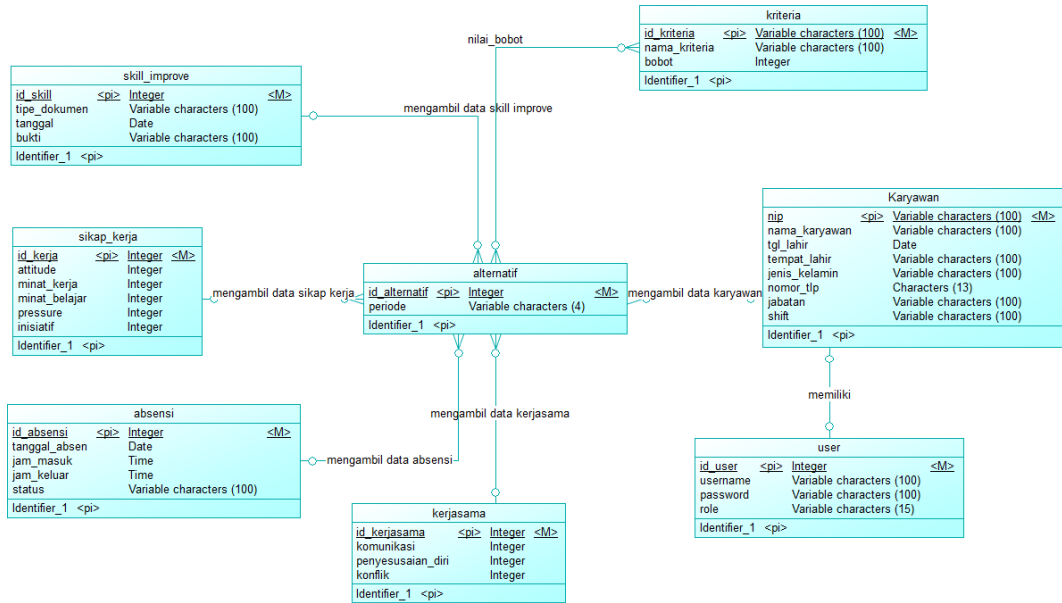 kriteria
id_kriteria <pi> Variable characters (100) <M>
nama_kriteria Variable characters (100)
bobot Integer
Identifier_1 <pi>
nilai_bobot
skill_improve
id_skill <pi> Integer <M>
tipe_dokumen Variable characters (100)
tanggal Date
bukti Variable characters (100)
Identifier_1 <pi>
mengambil data skill improve
Karyawan
nip <pi> Variable characters (100) <M>
nama_karyawan Variable characters (100)
tgl_lahir Date
tempat_lahir Variable characters (100)
jenis_kelamin Variable characters (100)
nomor_tlp Characters (13)
jabatan Variable characters (100)
shift Variable characters (100)
Identifier_1 <pi>
sikap_kerja
id_kerja <pi> Integer <M>
attitude Integer
minat_kerja Integer
minat_belajar Integer
pressure Integer
inisiatif Integer
Identifier_1 <pi>
mengambil data sikap kerja
alternatif
id_alternatif <pi> Integer <M>
periode Variable characters (4)
Identifier_1 <pi>
mengambil data karyawan
memiliki
absensi
id_absensi <pi> Integer <M>
tanggal_absen Date
jam_masuk Time
jam_keluar Time
status Variable characters (100)
Identifier_1 <pi>
mengambil data kerjasama
mengambil data absensi
user
id_user <pi> Integer <M>
username Variable characters (100)
password Variable characters (100)
role Variable characters (15)
Identifier_1 <pi>
kerjasama
id_kerjasama <pi> Integer <M>
komunikasi Integer
penyesusaian_diri Integer
konflik Integer
Identifier_1 <pi>